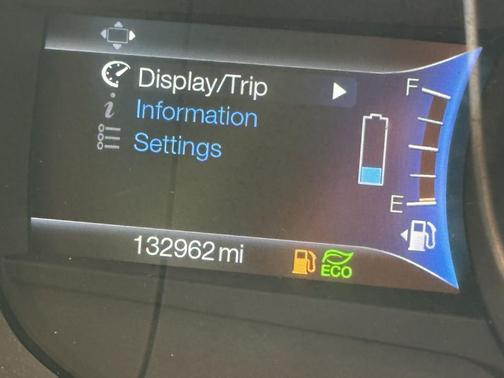 Display/Trip
F
i Information
Settings
E
132962 mi
ECO